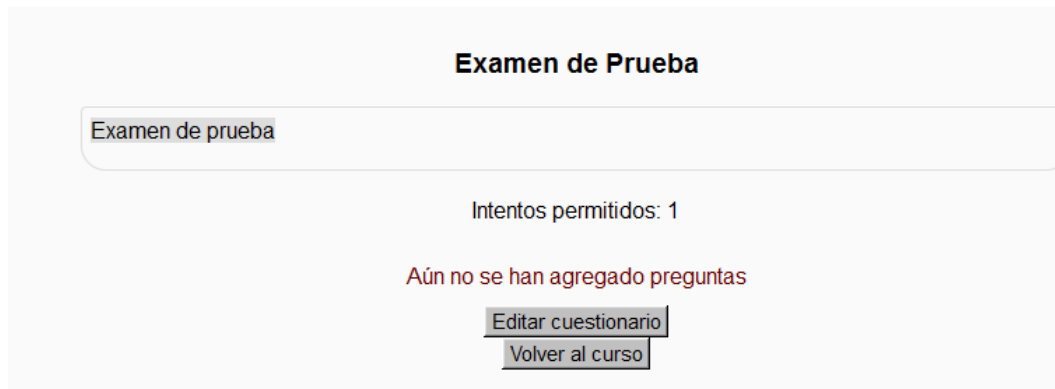 Examen de Prueba
Examen de prueba
Intentos permitidos: 1
Aún no se han agregado preguntas
Editar cuestionario
Volver al curso